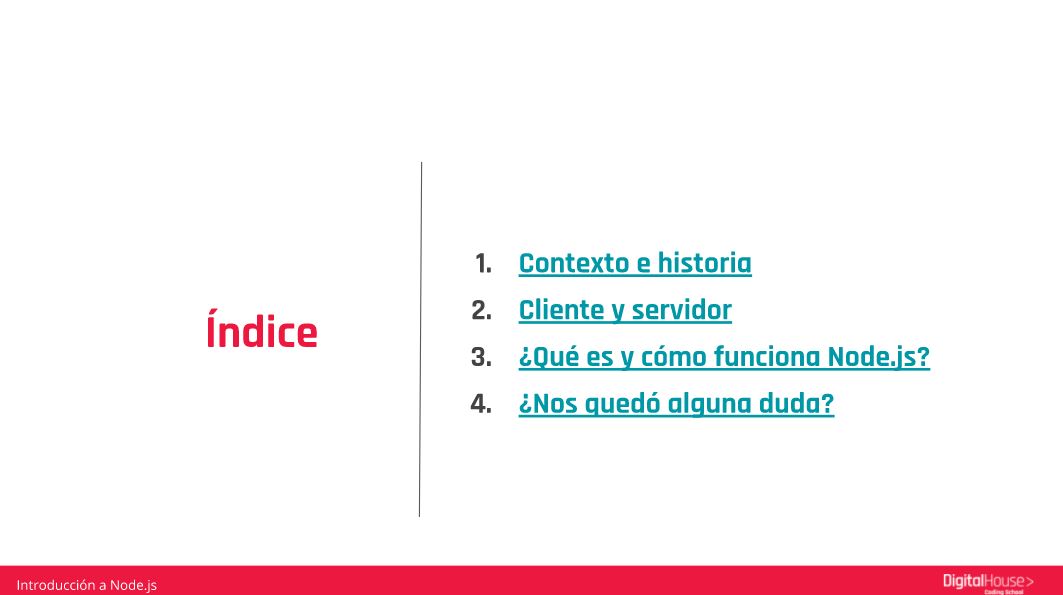 Índice
1. Contexto e historia
2. Cliente y servidor
3. ¿Qué es y cómo funciona Node.js?
4. ¿Nos quedó alguna duda?
Introducción a Node.js
DigitalHouse>
Coding School